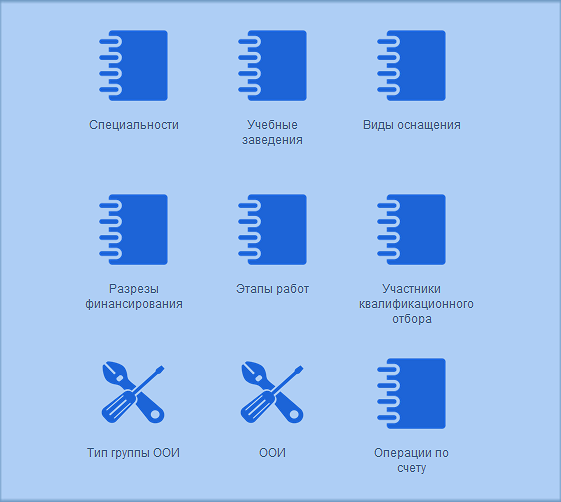 Специальности
Учебные
заведения
Виды оснащения
Разрезы
финансирования
Этапы работ
Участники
квалификационного
отбора
Тип группы ООИ
ООИ
Операции по
счету